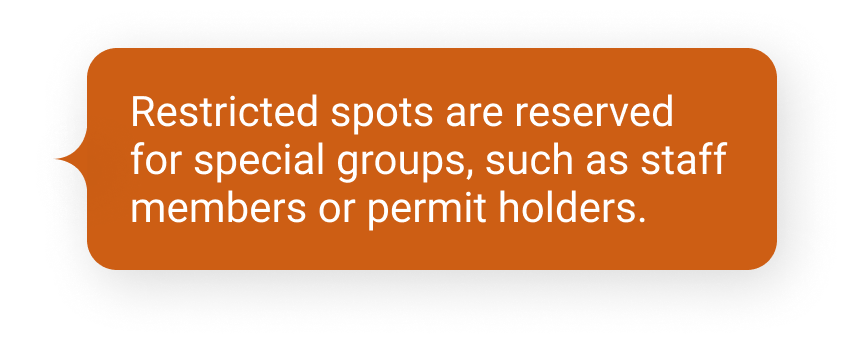 Restricted spots are reserved
for special groups, such as staff
members or permit holders.